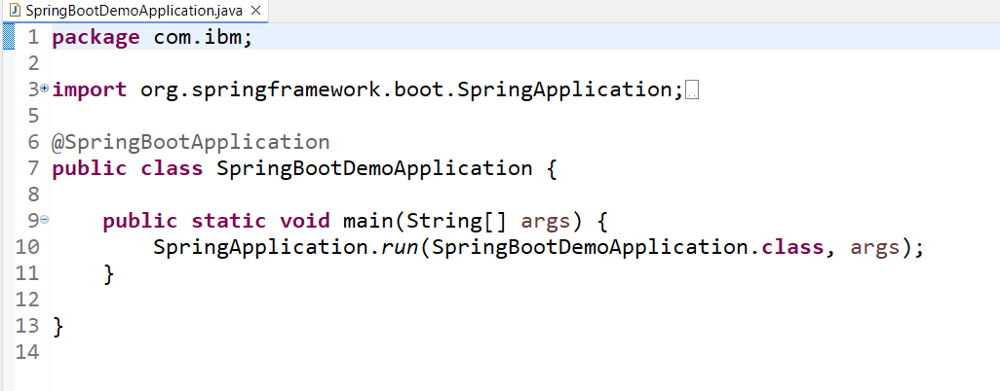 SpringBootDemoApplication.java
1 package com.ibm;
2
3 import org.springframework.boot.SpringApplication;
5
6 @SpringBootApplication
7 public class SpringBootDemoApplication {
8
9 public static void main(String[] args) {
10 SpringApplication.run(SpringBootDemoApplication.class, args);
11 }
12
13 }
14